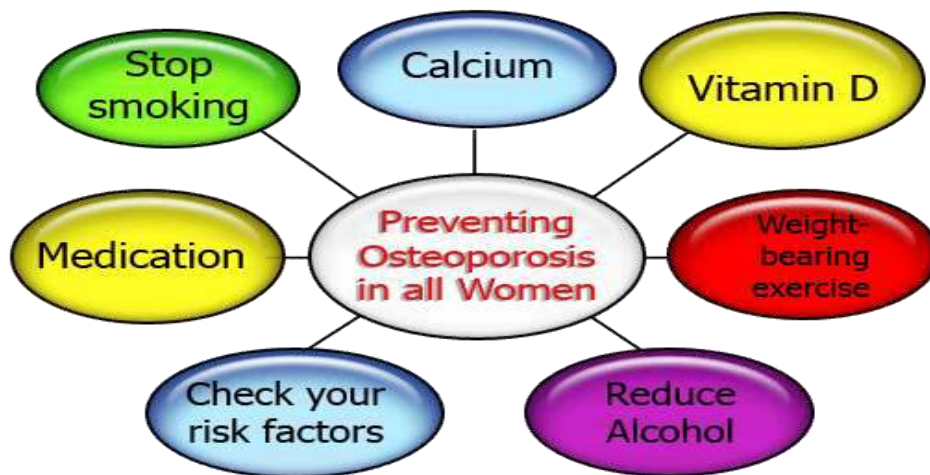 Stop
smoking
Calcium
Vitamin D
Medication
Preventing
Osteoporosis
in all Women
Weight-
bearing
exercise
Check your
risk factors
Reduce
Alcohol